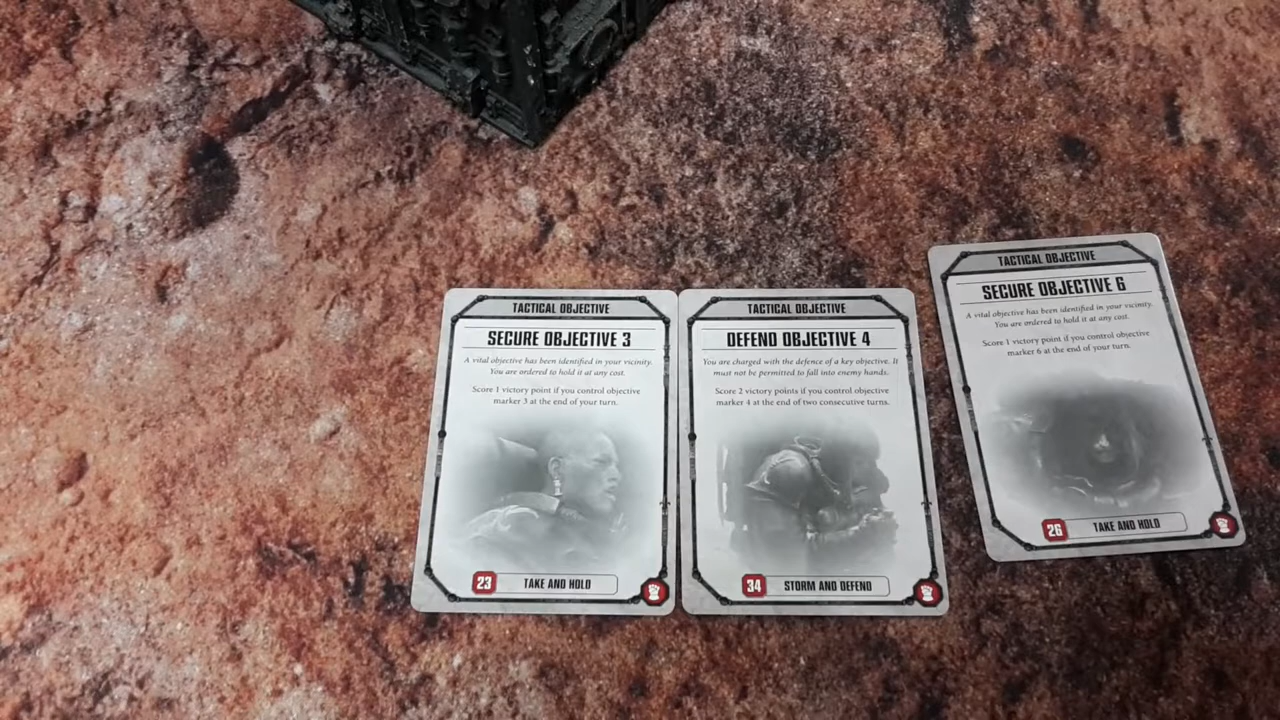 TACTICAL OBJECTIVE
SECURE OBJECTIVE 3
A vital objective has been identified in your vicinity.
You are ordered to hold it at any cost.
Score 1 victory point if you control objective
marker 3 at the end of your turn.
23 TAKE AND HOLD
TACTICAL OBJECTIVE
DEFEND OBJECTIVE 4
You are charged with the defence of a key objective. It
must not be permitted to fall into enemy hands.
Score 2 victory points if you control objective
marker 4 at the end of two consecutive turns.
34 STORM AND DEFEND
TACTICAL OBJECTIVE
SECURE OBJECTIVE 6
A vital objective has been identified in your vicinity.
You are ordered to hold it at any cost.
Score 1 victory point if you control objective
marker 6 at the end of your turn.
26 TAKE AND HOLD